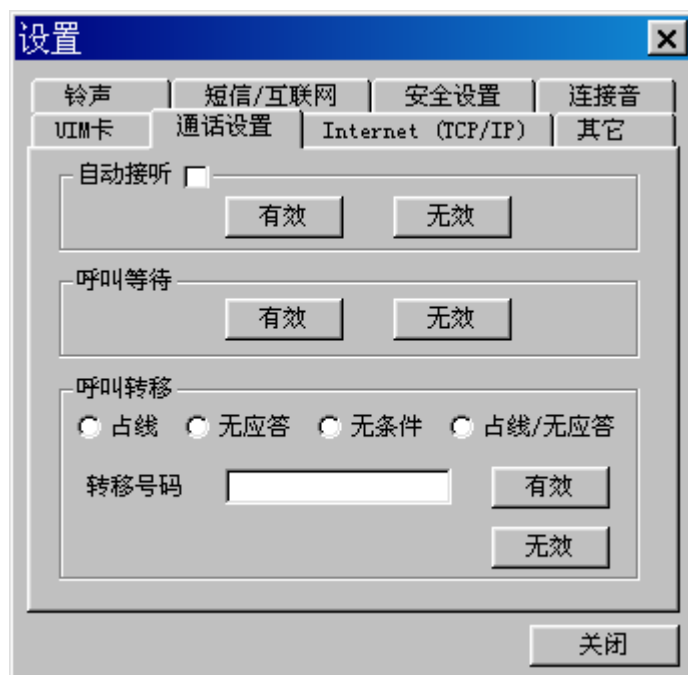 设置
铃声 短信/互联网 安全设置 连接音
UIM卡 通话设置 Internet (TCP/IP) 其它
自动接听
有效 无效
呼叫等待
有效 无效
呼叫转移
占线 无应答 无条件 占线/无应答
转移号码 有效
无效
关闭